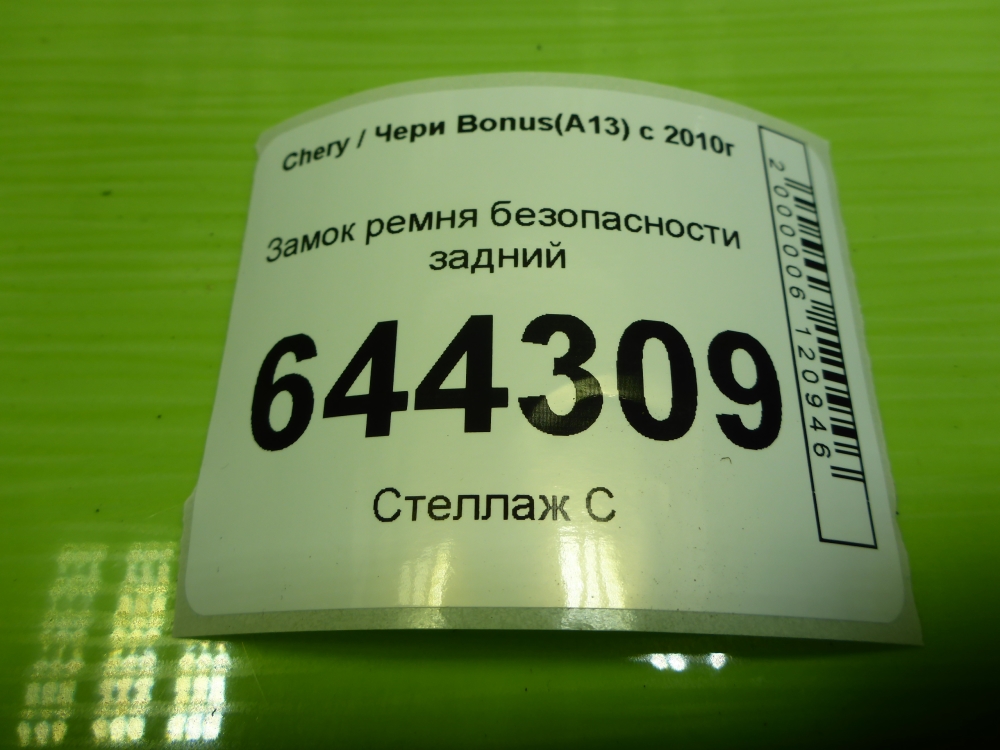 Chery / Чери Bonus(A13) с 2010г
Замок ремня безопасности
задний
644309
Стеллаж С
2000006120946